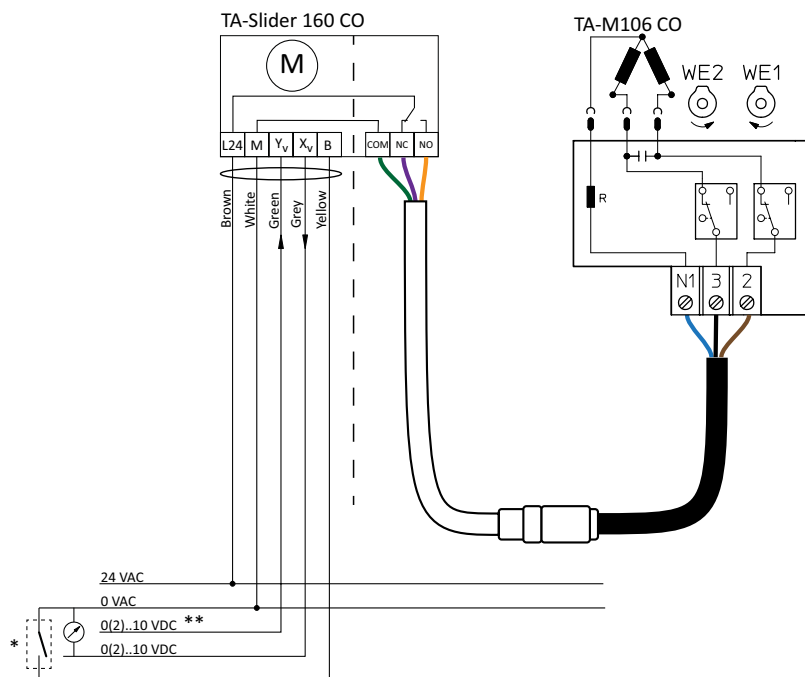 TA-Slider 160 CO
TA-M106 CO
M
WE2 WE1
L24 M Yv Xv B COM NC NO
Brown
White
Green
Grey
Yellow
R
N1 3 2
24 VAC
0 VAC
0(2)..10 VDC **
0(2)..10 VDC
*